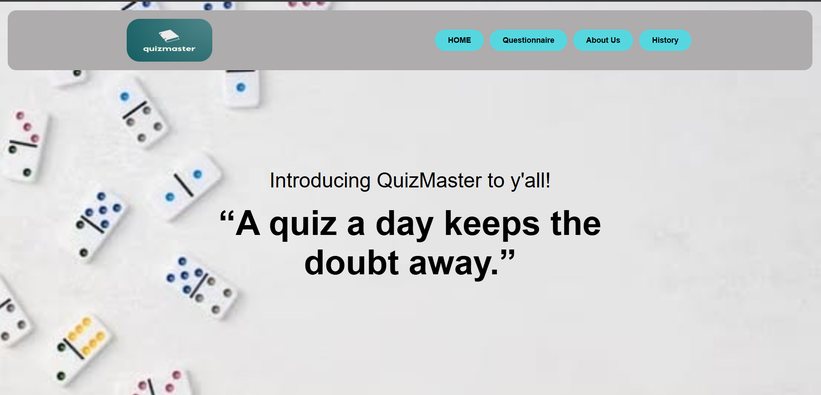 quizmaster
HOME
Questionnaire
About Us
History
Introducing QuizMaster to y'all!
“A quiz a day keeps the
doubt away.”